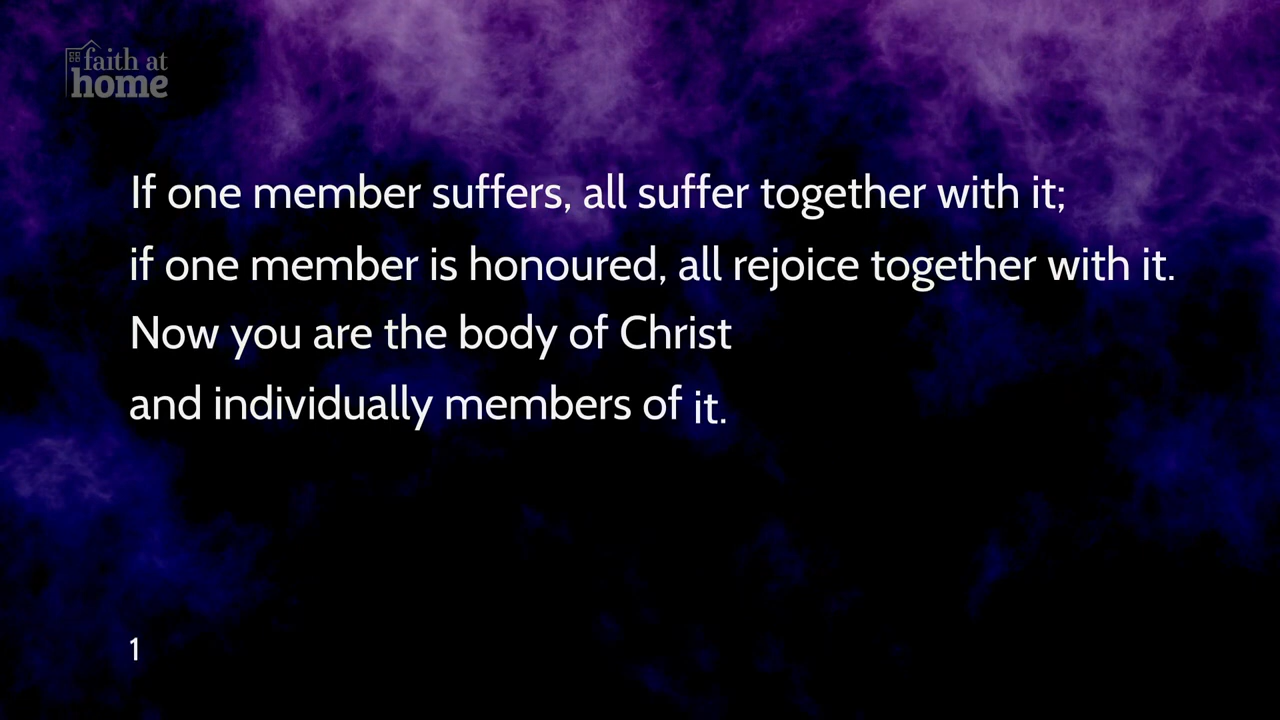 faith at
home
If one member suffers, all suffer together with it;
if one member is honoured, all rejoice together with it.
Now you are the body of Christ
and individually members of it.
1